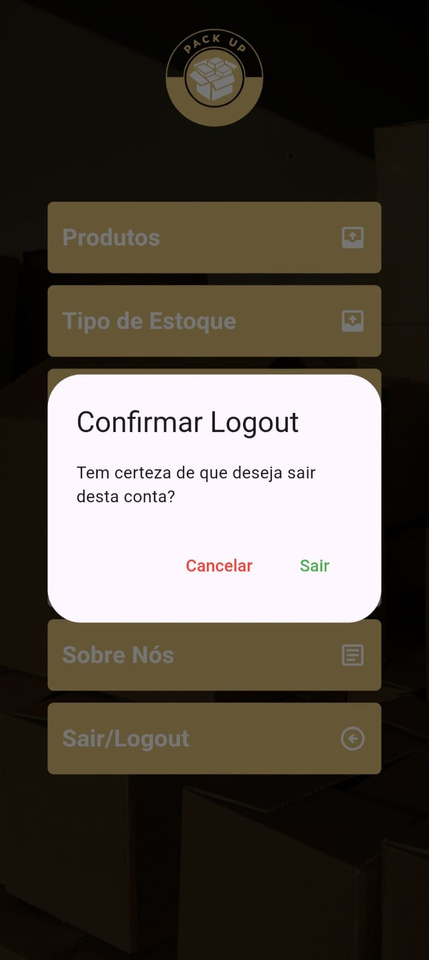 PACK UP
Produtos
Tipo de Estoque
Confirmar Logout
Tem certeza de que deseja sair
desta conta?
Cancelar
Sair
Sobre Nós
Sair/Logout